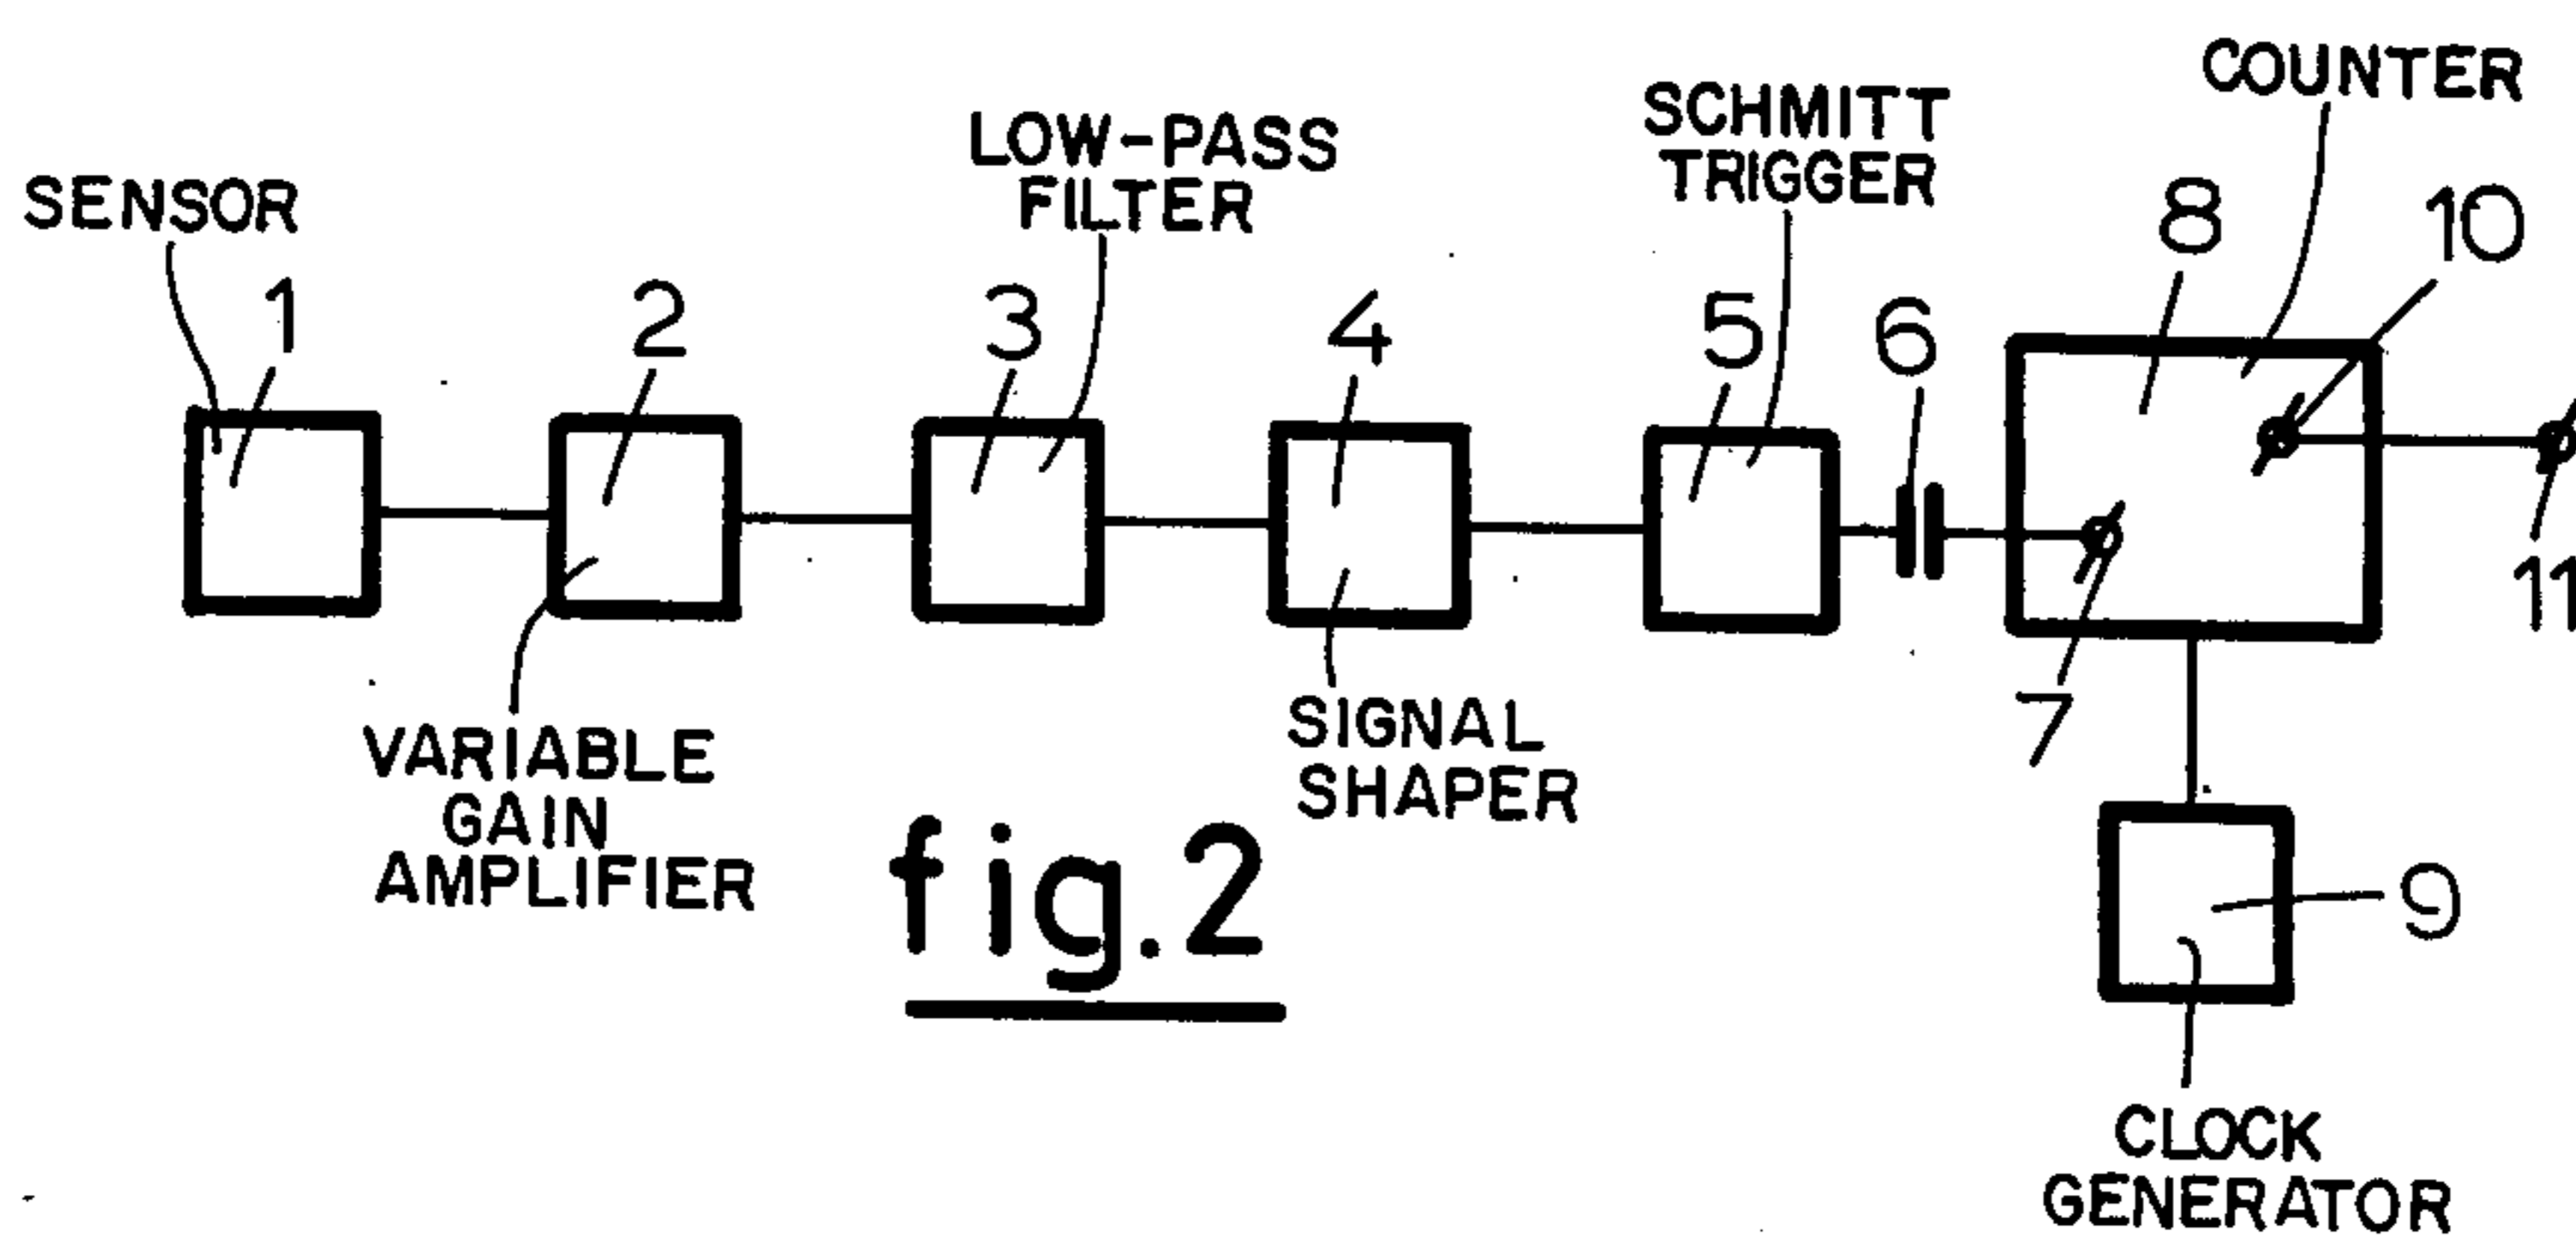 COUNTER
SCHMITT
TRIGGER
LOW-PASS
FILTER
SENSOR
8
10
1
2
3
4
5
6
11
7
SIGNAL
SHAPER
VARIABLE
GAIN
AMPLIFIER
fig.2
9
CLOCK
GENERATOR